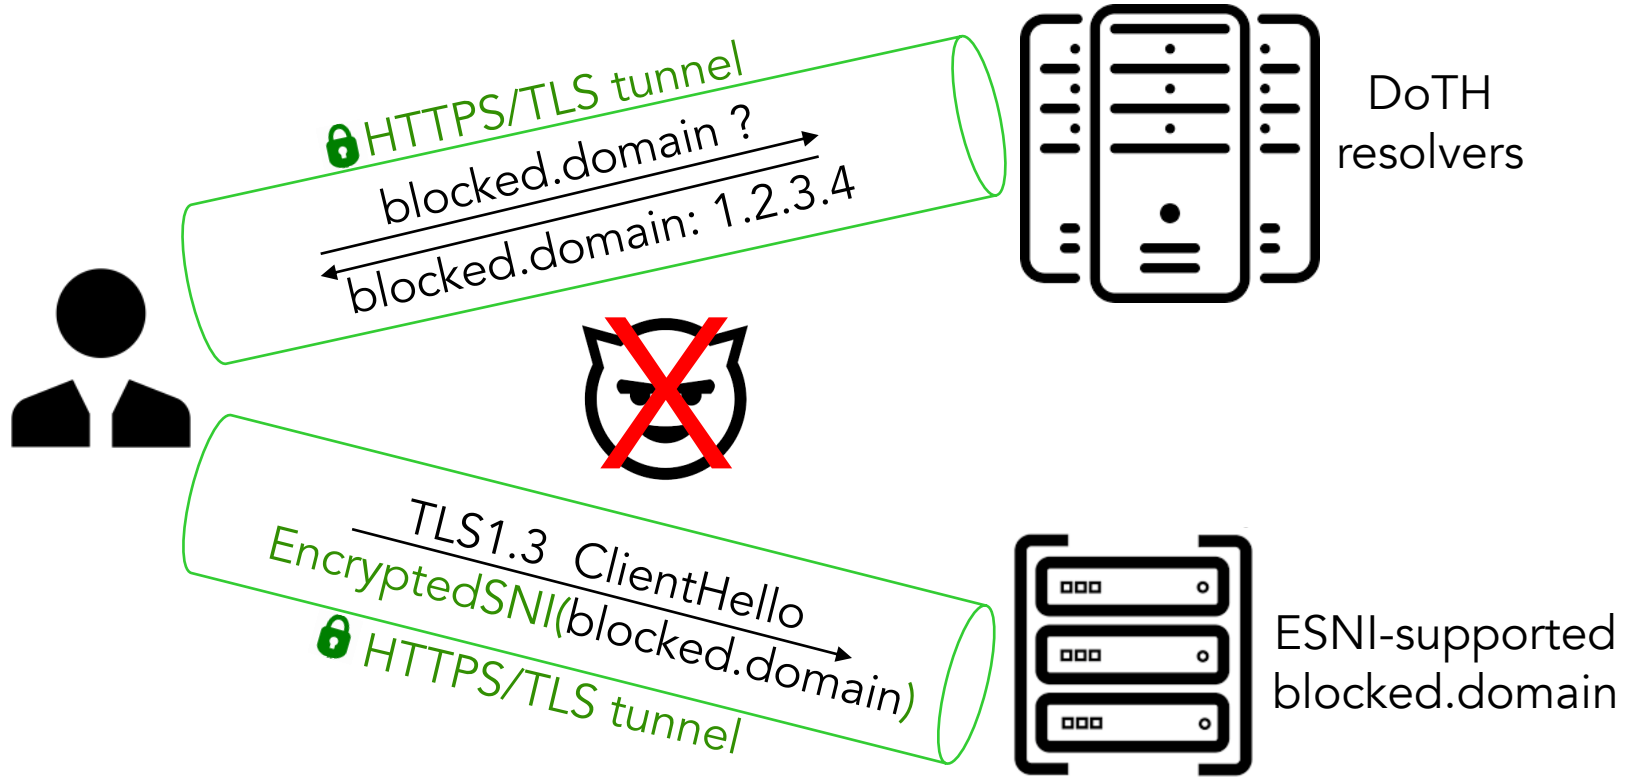 HTTPS/TLS tunnel
blocked.domain ?
blocked.domain: 1.2.3.4
DoTH
resolvers
TLS1.3 ClientHello
EncryptedSNI(blocked.domain)
HTTPS/TLS tunnel
ESNI-supported
blocked.domain